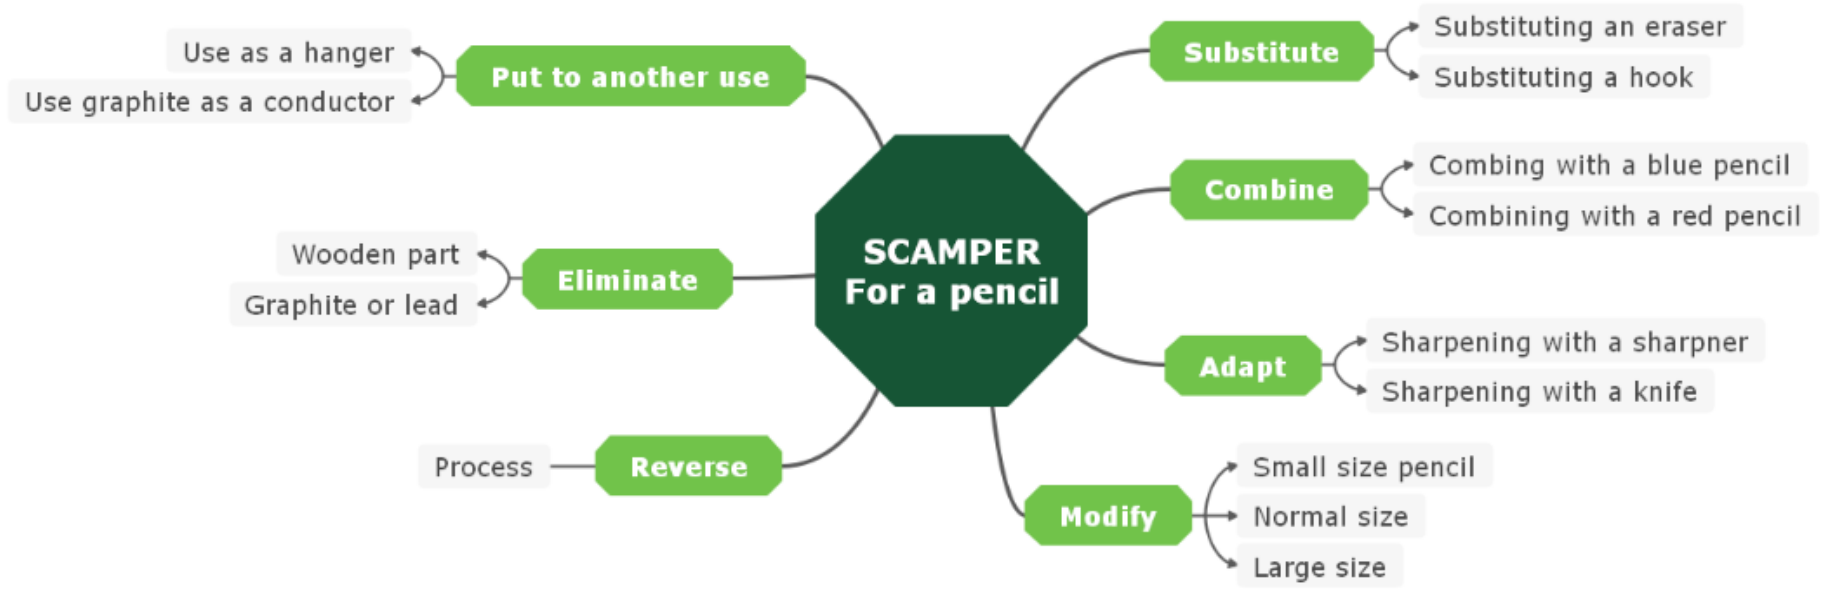 SCAMPER
For a pencil
Substitute
Substituting an eraser
Substituting a hook
Combine
Combing with a blue pencil
Combining with a red pencil
Adapt
Sharpening with a sharpner
Sharpening with a knife
Modify
Small size pencil
Normal size
Large size
Put to another use
Use as a hanger
Use graphite as a conductor
Eliminate
Wooden part
Graphite or lead
Reverse
Process